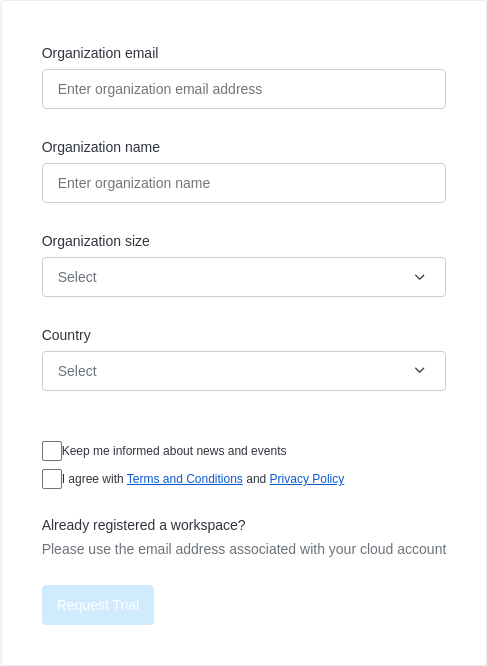 Organization email
Enter organization email address
Organization name
Enter organization name
Organization size
Select
Country
Select
Keep me informed about news and events
I agree with Terms and Conditions and Privacy Policy
Already registered a workspace?
Please use the email address associated with your cloud account
Request Trial